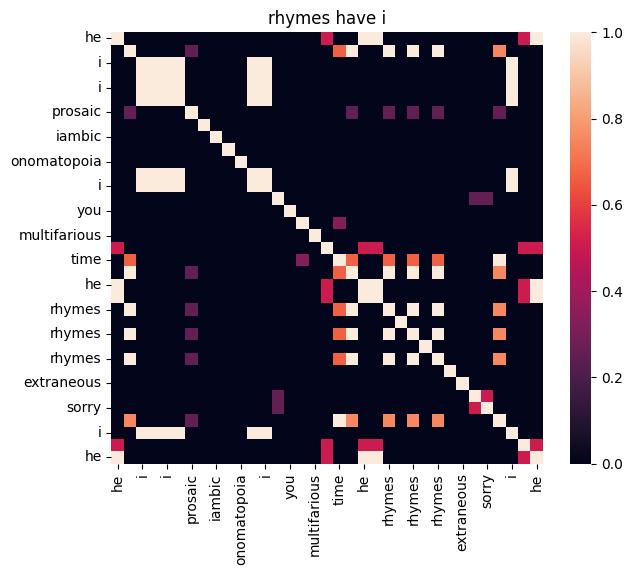 rhymes have i
he
i
i
prosaic
iambic
onomatopoia
i
you
multifarious
time
he
rhymes
rhymes
rhymes
extraneous
sorry
i
he
1.0
0.8
0.6
0.4
0.2
0.0
he
i
i
prosaic
iambic
onomatopoia
i
you
multifarious
time
he
rhymes
rhymes
rhymes
extraneous
sorry
i
he